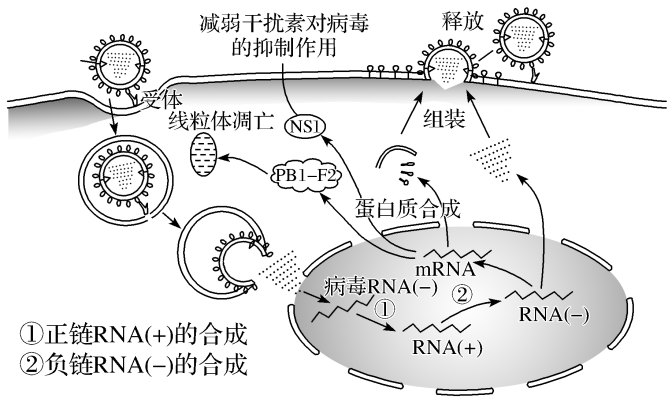 减弱干扰素对病毒
的抑制作用
释放
受体
线粒体凋亡
NS1
组装
PB1-F2
蛋白质合成
mRNA
病毒RNA(-)
①
②
RNA(-)
RNA(+)
①正链RNA(+)的合成
②负链RNA(-)的合成